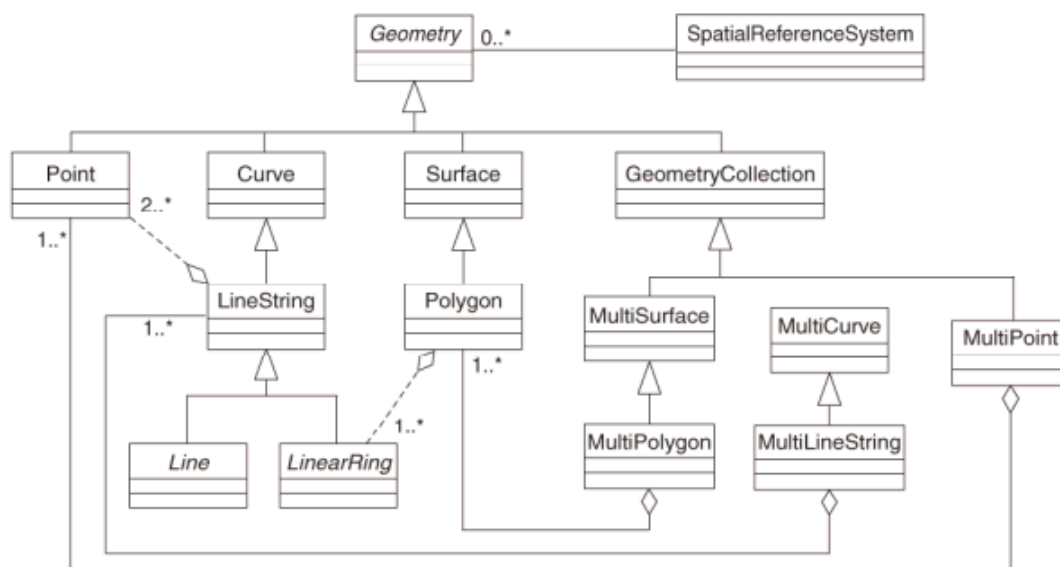 Geometry
0..*
SpatialReferenceSystem
Point
Curve
Surface
GeometryCollection
2..*
1..*
LineString
Polygon
MultiSurface
MultiCurve
MultiPoint
1..*
1..*
1..*
Line
LinearRing
MultiPolygon
MultiLineString